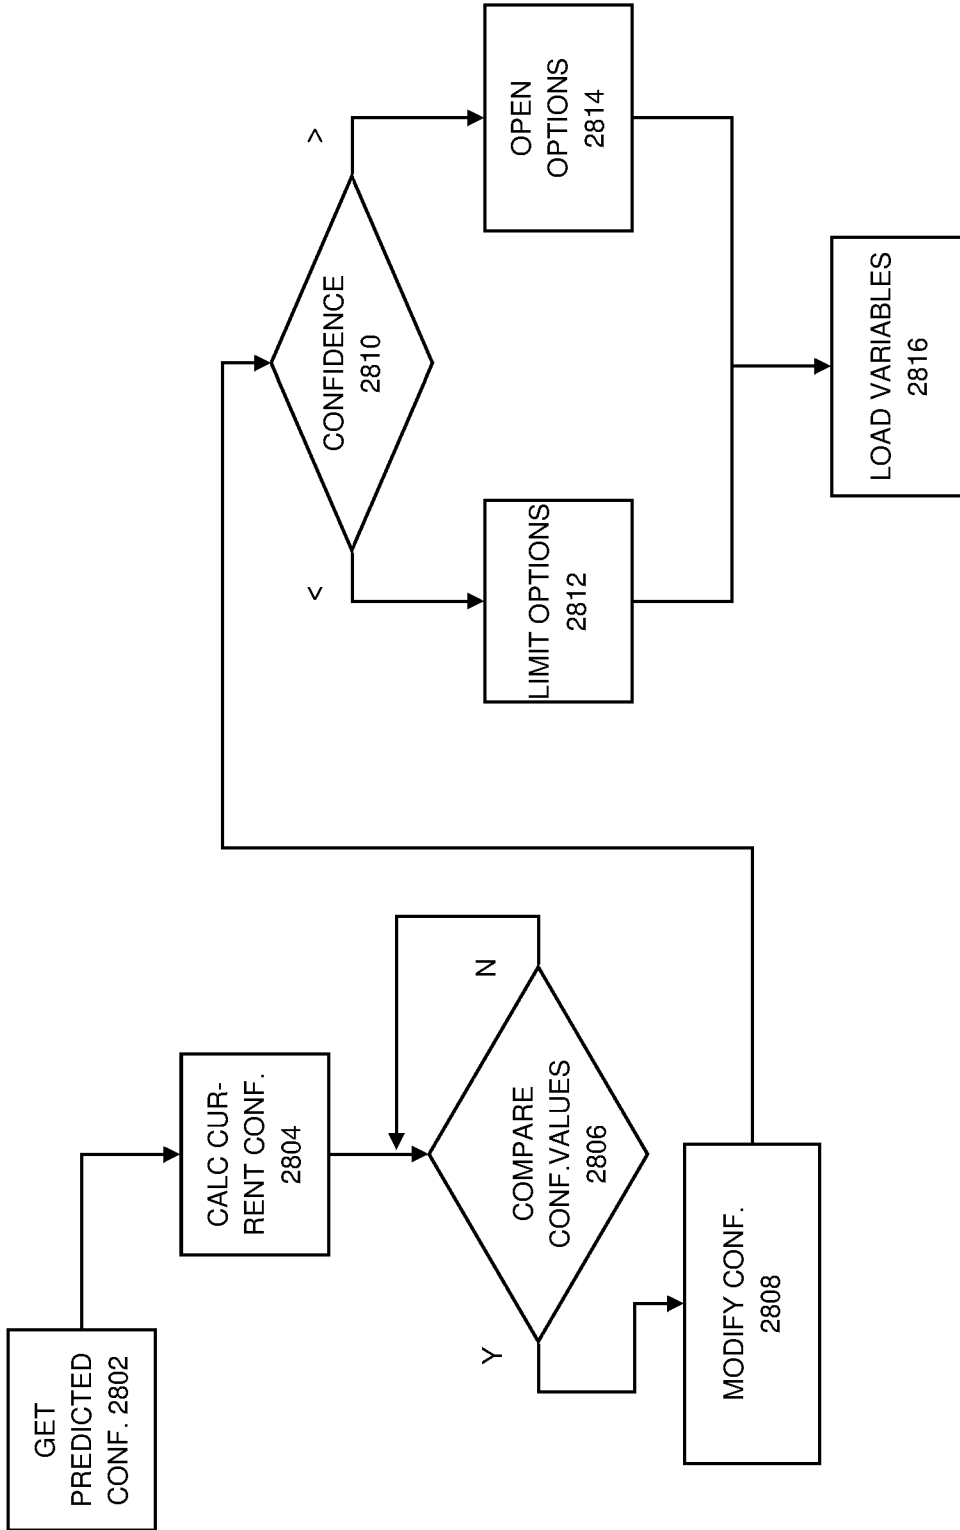 GET
PREDICTED
CONF. 2802
CALC CUR-
RENT CONF.
2804
COMPARE
CONF.VALUES
2806
Y
N
MODIFY CONF.
2808
CONFIDENCE
2810
<
>
LIMIT OPTIONS
2812
OPEN
OPTIONS
2814
LOAD VARIABLES
2816